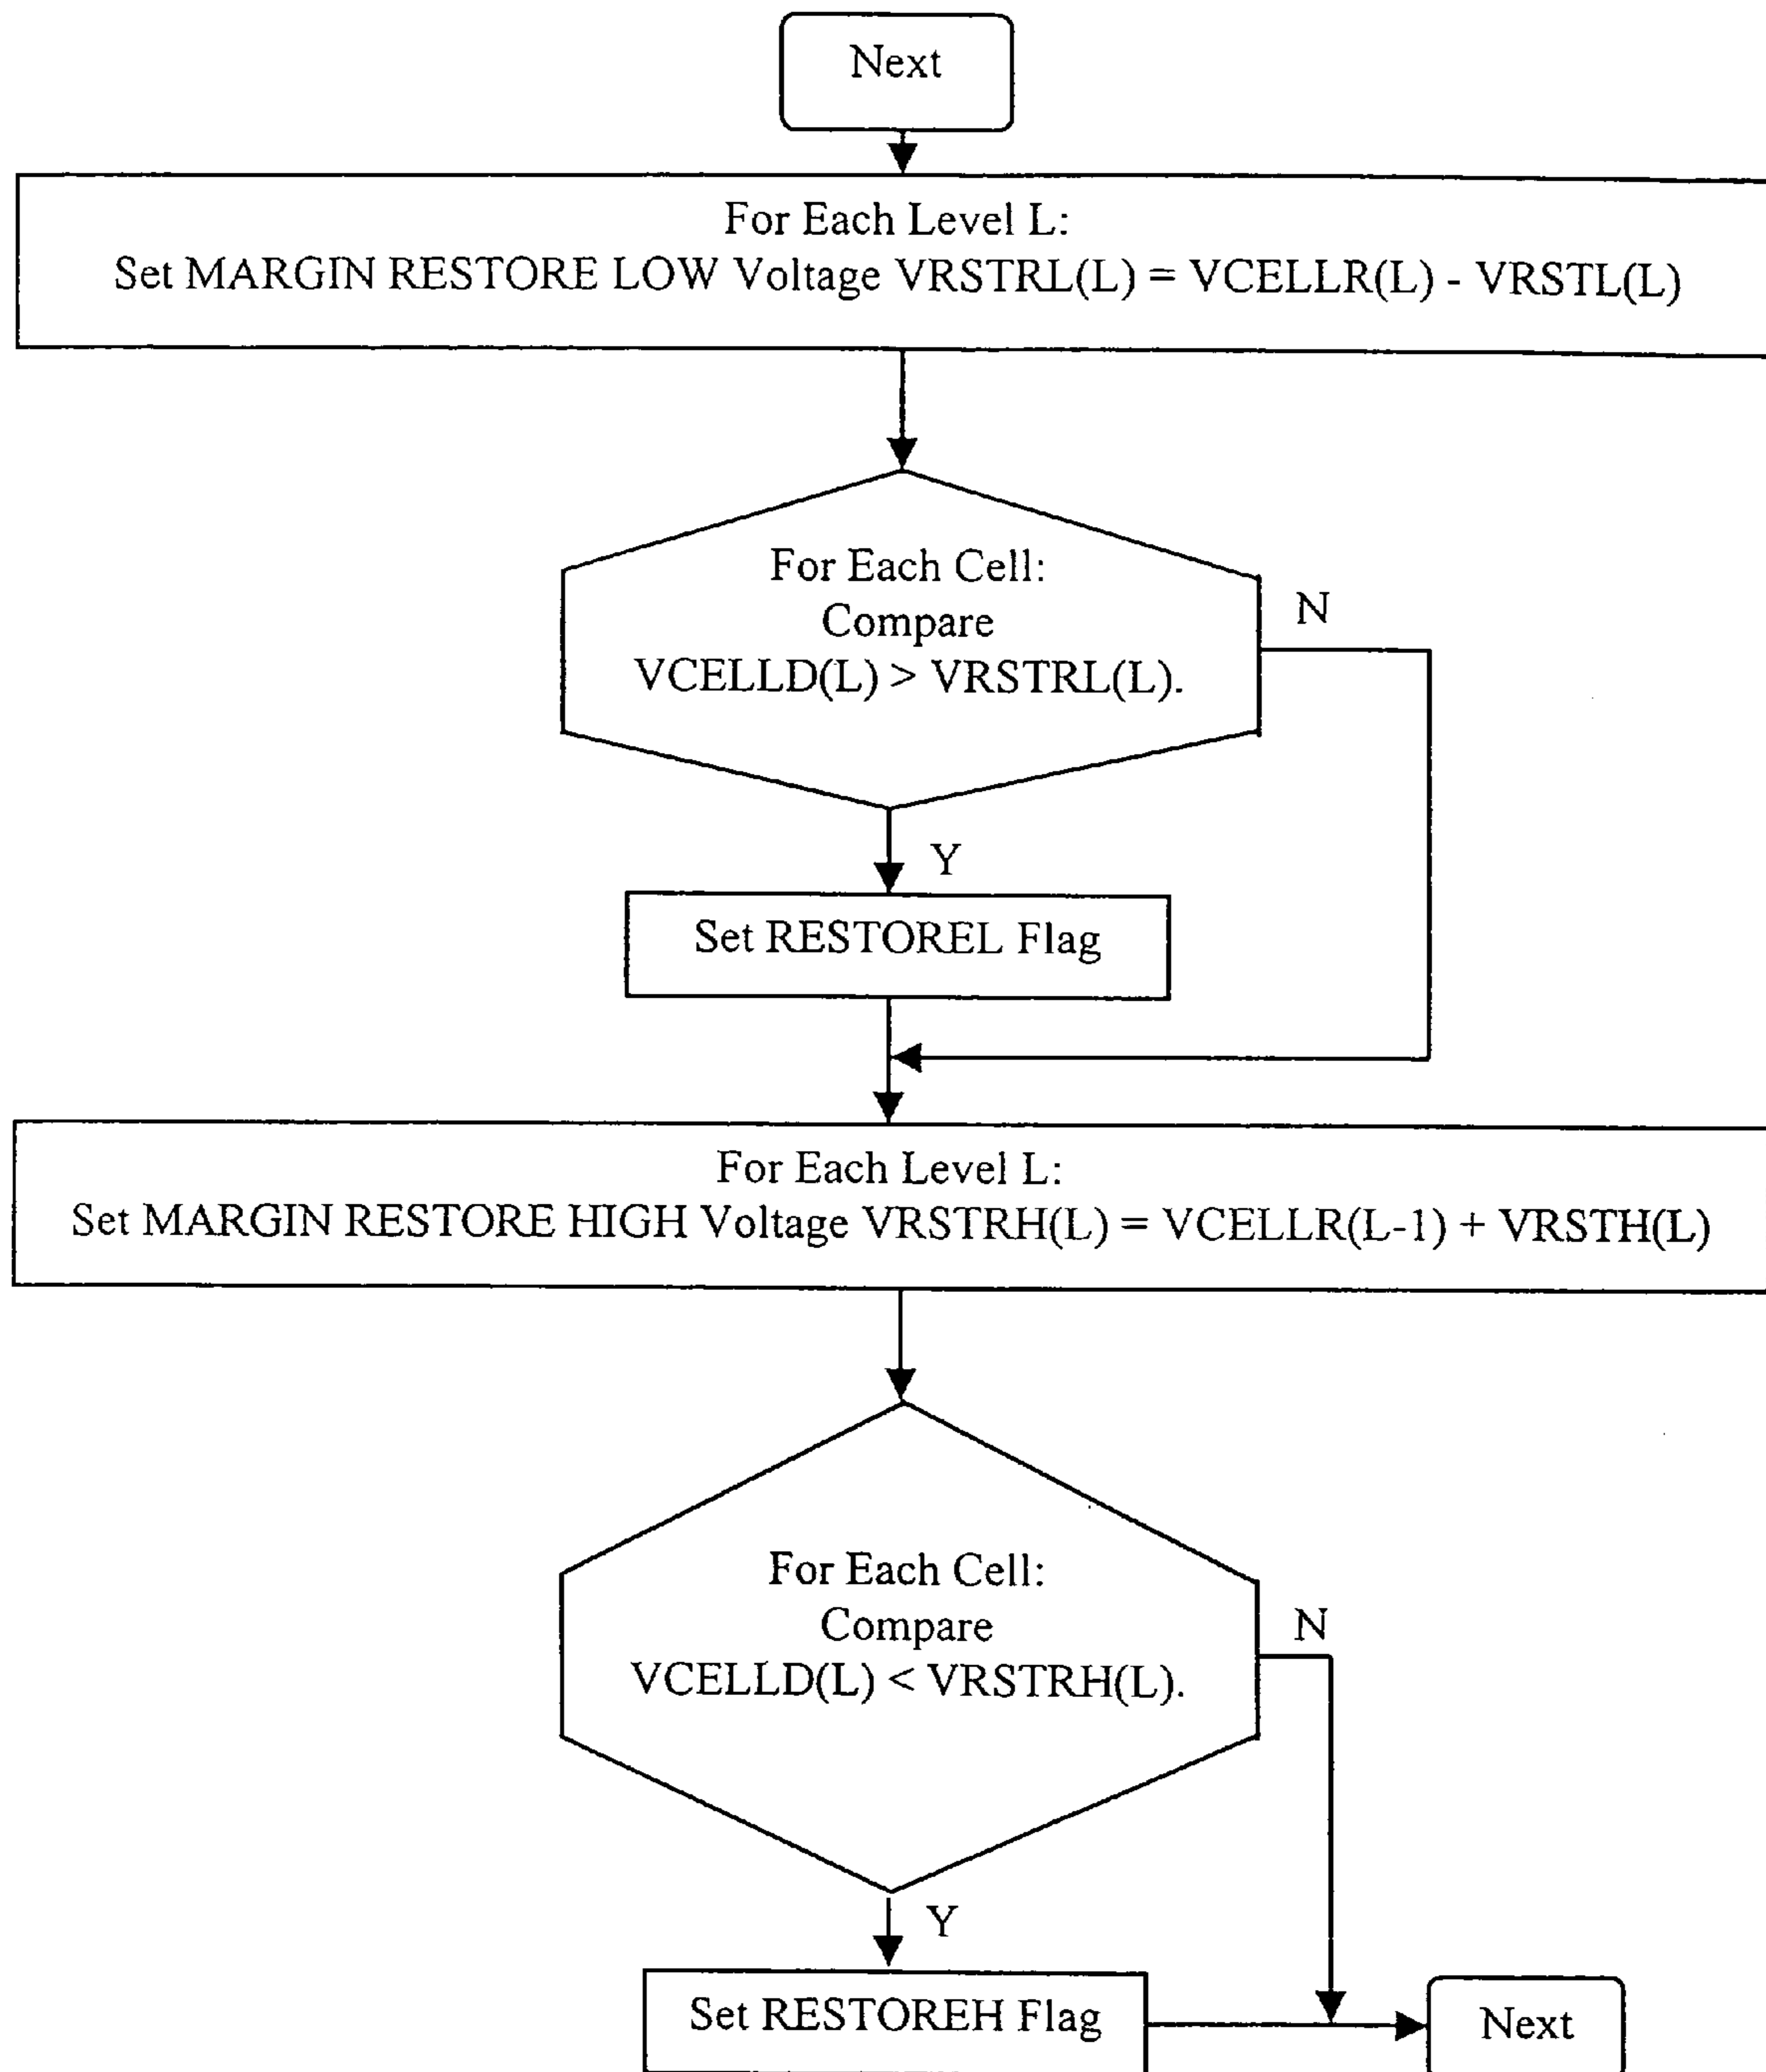 Next
For Each Level L:
Set MARGIN RESTORE LOW Voltage VRSTRL(L) = VCELLR(L) - VRSTL(L)
For Each Cell:
Compare
VCELLD(L) > VRSTRL(L).
N
Y
Set RESTOREL Flag
For Each Level L:
Set MARGIN RESTORE HIGH Voltage VRSTRH(L) = VCELLR(L-1) + VRSTH(L)
For Each Cell:
Compare
VCELLD(L) < VRSTRH(L).
N
Y
Set RESTOREH Flag
Next